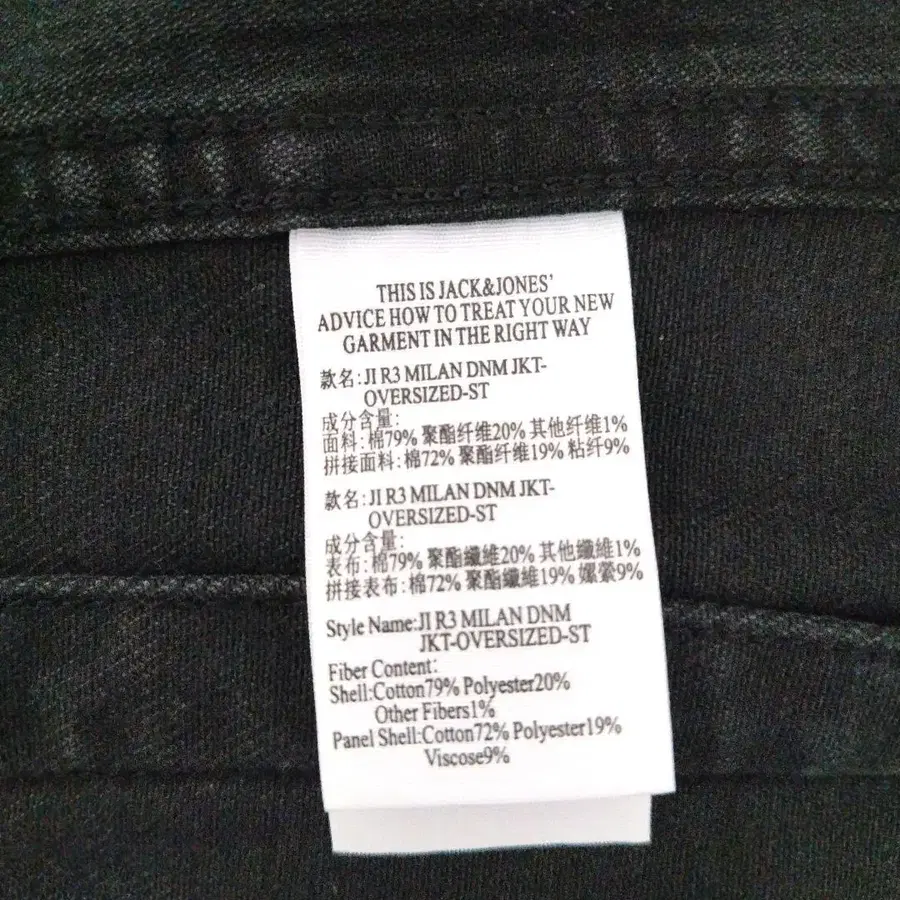 THIS IS JACK&JONES'
ADVICE HOW TO TREAT YOUR NEW
GARMENT IN THE RIGHT WAY
款名:JI R3 MILAN DNM JKT-
OVERSIZED-ST
成分含量:
面料:棉79% 聚酯纤维20% 其他纤维1%
拼接面料:棉72% 聚酯纤维19% 粘纤9%
款名:JI R3 MILAN DNM JKT-
OVERSIZED-ST
成分含量:
表布:棉79% 聚酯纖維20% 其他纖維1%
拼接表布:棉72% 聚酯纖維19% 嫘縈9%
Style Name:JI R3 MILAN DNM
JKT-OVERSIZED-ST
Fiber Content:
Shell:Cotton79% Polyester20%
Other Fibers1%
Panel Shell:Cotton72% Polyester19%
Viscose9%